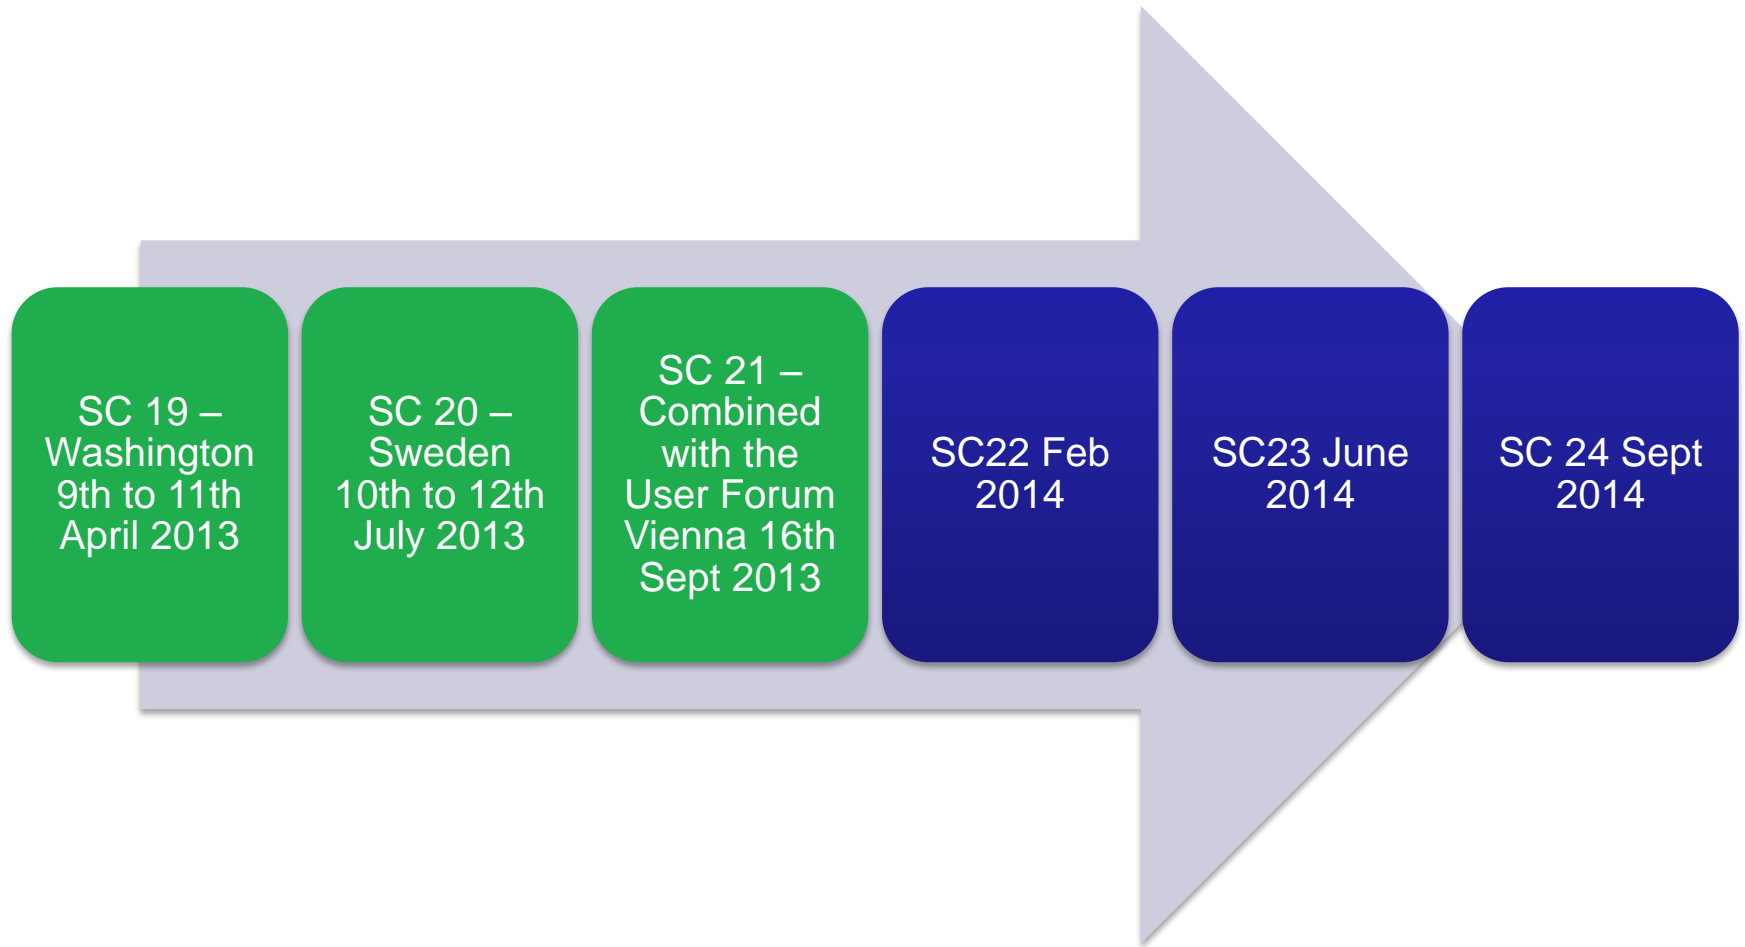 SC 19 –
Washington
9th to 11th
April 2013
SC 20 –
Sweden
10th to 12th
July 2013
SC 21 –
Combined
with the
User Forum
Vienna 16th
Sept 2013
SC22 Feb
2014
SC23 June
2014
SC 24 Sept
2014